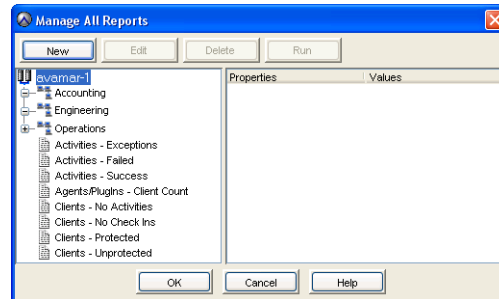 Manage All Reports
New Edit Delete Run
avamar-1 Properties Values
Accounting
Engineering
Operations
Activities - Exceptions
Activities - Failed
Activities - Success
Agents/PlugIns - Client Count
Clients - No Activities
Clients - No Check Ins
Clients - Protected
Clients - Unprotected
OK Cancel Help